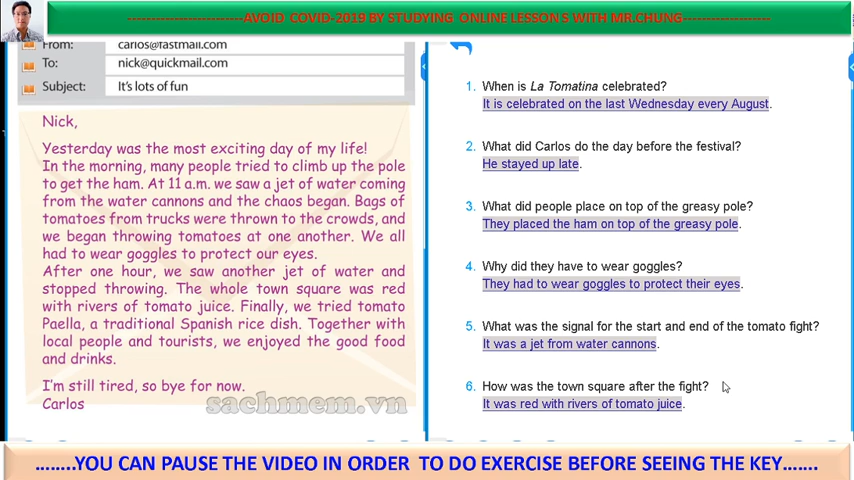 ------------------------AVOID COVID-2019 BY STUDYING ONLINE LESSONS WITH MR.CHUNG-------------------
From: carlos@fastmail.com
To: nick@quickmail.com
Subject: It's lots of fun
Nick,
Yesterday was the most exciting day of my life!
In the morning, many people tried to climb up the pole
to get the ham. At 11 a.m. we saw a jet of water coming
from the water cannons and the chaos began. Bags of
tomatoes from trucks were thrown to the crowds, and
we began throwing tomatoes at one another. We all
had to wear goggles to protect our eyes.
After one hour, we saw another jet of water and
stopped throwing. The whole town square was red
with rivers of tomato juice. Finally, we tried tomato
Paella, a traditional Spanish rice dish. Together with
local people and tourists, we enjoyed the good food
and drinks.
I'm still tired, so bye for now.
Carlos
sachmem.vn
1. When is La Tomatina celebrated?
It is celebrated on the last Wednesday every August.
2. What did Carlos do the day before the festival?
He stayed up late.
3. What did people place on top of the greasy pole?
They placed the ham on top of the greasy pole.
4. Why did they have to wear goggles?
They had to wear goggles to protect their eyes.
5. What was the signal for the start and end of the tomato fight?
It was a jet from water cannons.
6. How was the town square after the fight?
It was red with rivers of tomato juice.
........YOU CAN PAUSE THE VIDEO IN ORDER TO DO EXERCISE BEFORE SEEING THE KEY.......